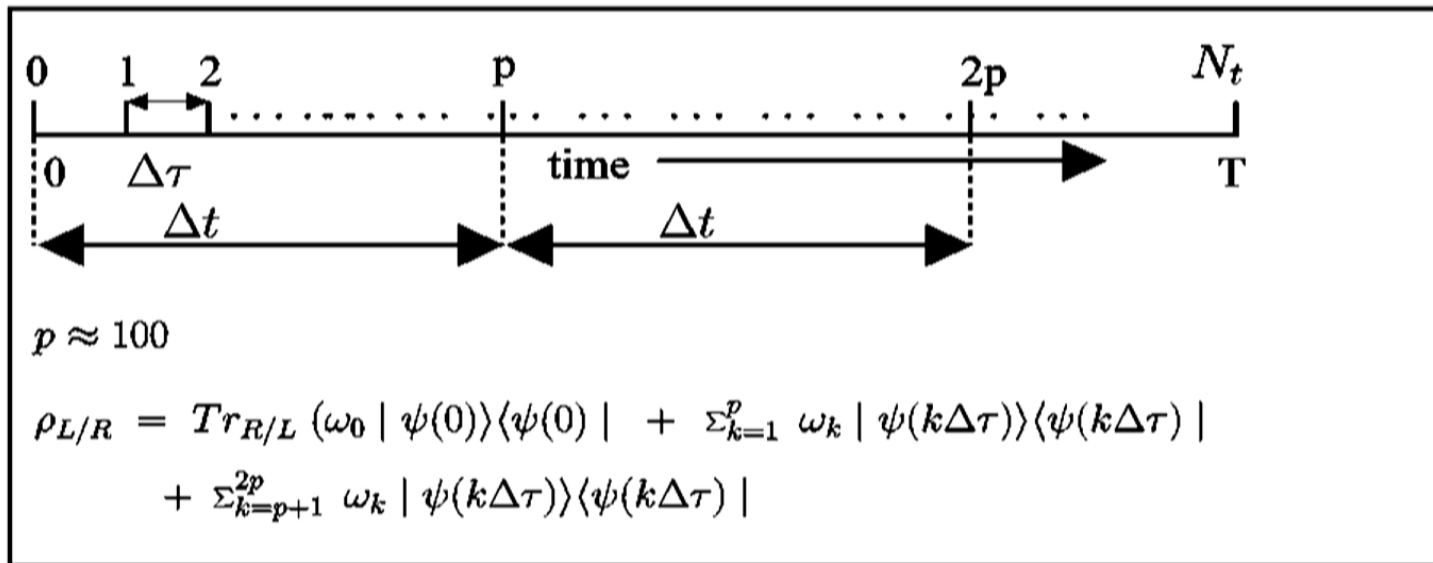 0 1 2 p 2p N_t
0 Δτ time T
Δt Δt
p ≈ 100
ρ_{L/R} = Tr_{R/L} (ω_0 | ψ(0)⟩⟨ψ(0) | + Σ_{k=1}^{p} ω_k | ψ(kΔτ)⟩⟨ψ(kΔτ) |
+ Σ_{k=p+1}^{2p} ω_k | ψ(kΔτ)⟩⟨ψ(kΔτ) |